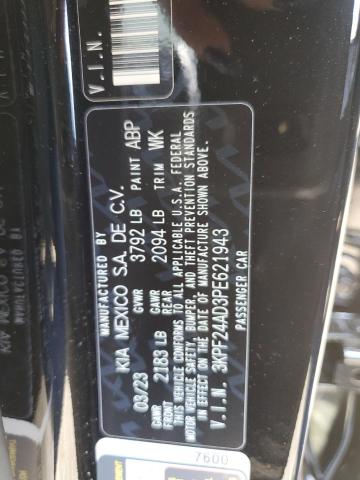 V.I.N.
MANUFACTURED BY
KIA MEXICO S.A. DE C.V.
03/23 GVWR 3792 LB PAINT ABP
GAWR FRONT 2183 LB GAWR REAR 2094 LB TRIM WK
THIS VEHICLE CONFORMS TO ALL APPLICABLE U.S.A. FEDERAL
MOTOR VEHICLE SAFETY, BUMPER, AND THEFT PREVENTION STANDARDS
IN EFFECT ON THE DATE OF MANUFACTURE SHOWN ABOVE.
V.I.N. 3KPF24AD3PE621943
PASSENGER CAR
7600